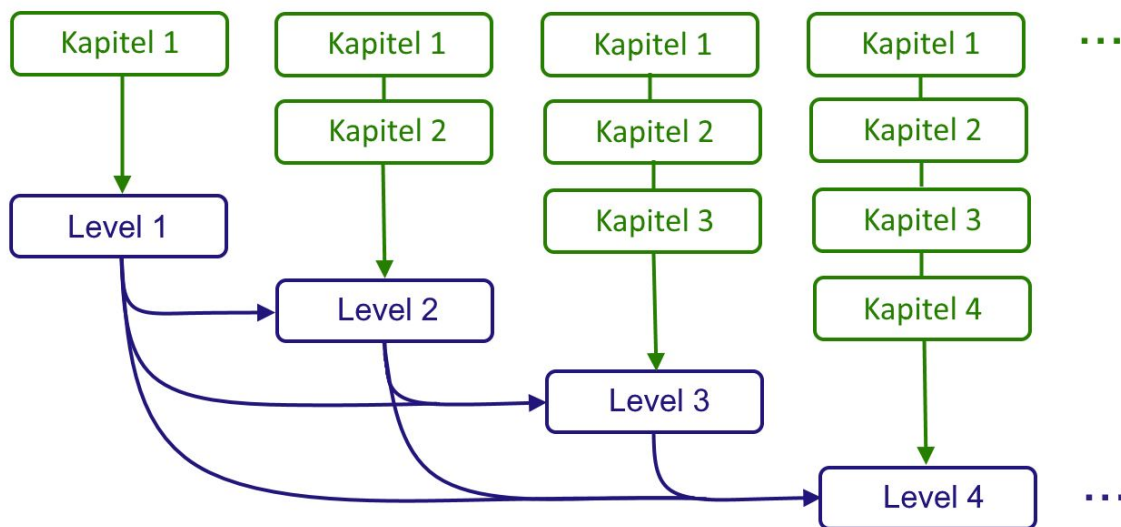 Kapitel 1 Kapitel 1 Kapitel 1 Kapitel 1 ...
Kapitel 2 Kapitel 2 Kapitel 2
Level 1 Kapitel 3 Kapitel 3
Level 2 Kapitel 4
Level 3
Level 4 ...